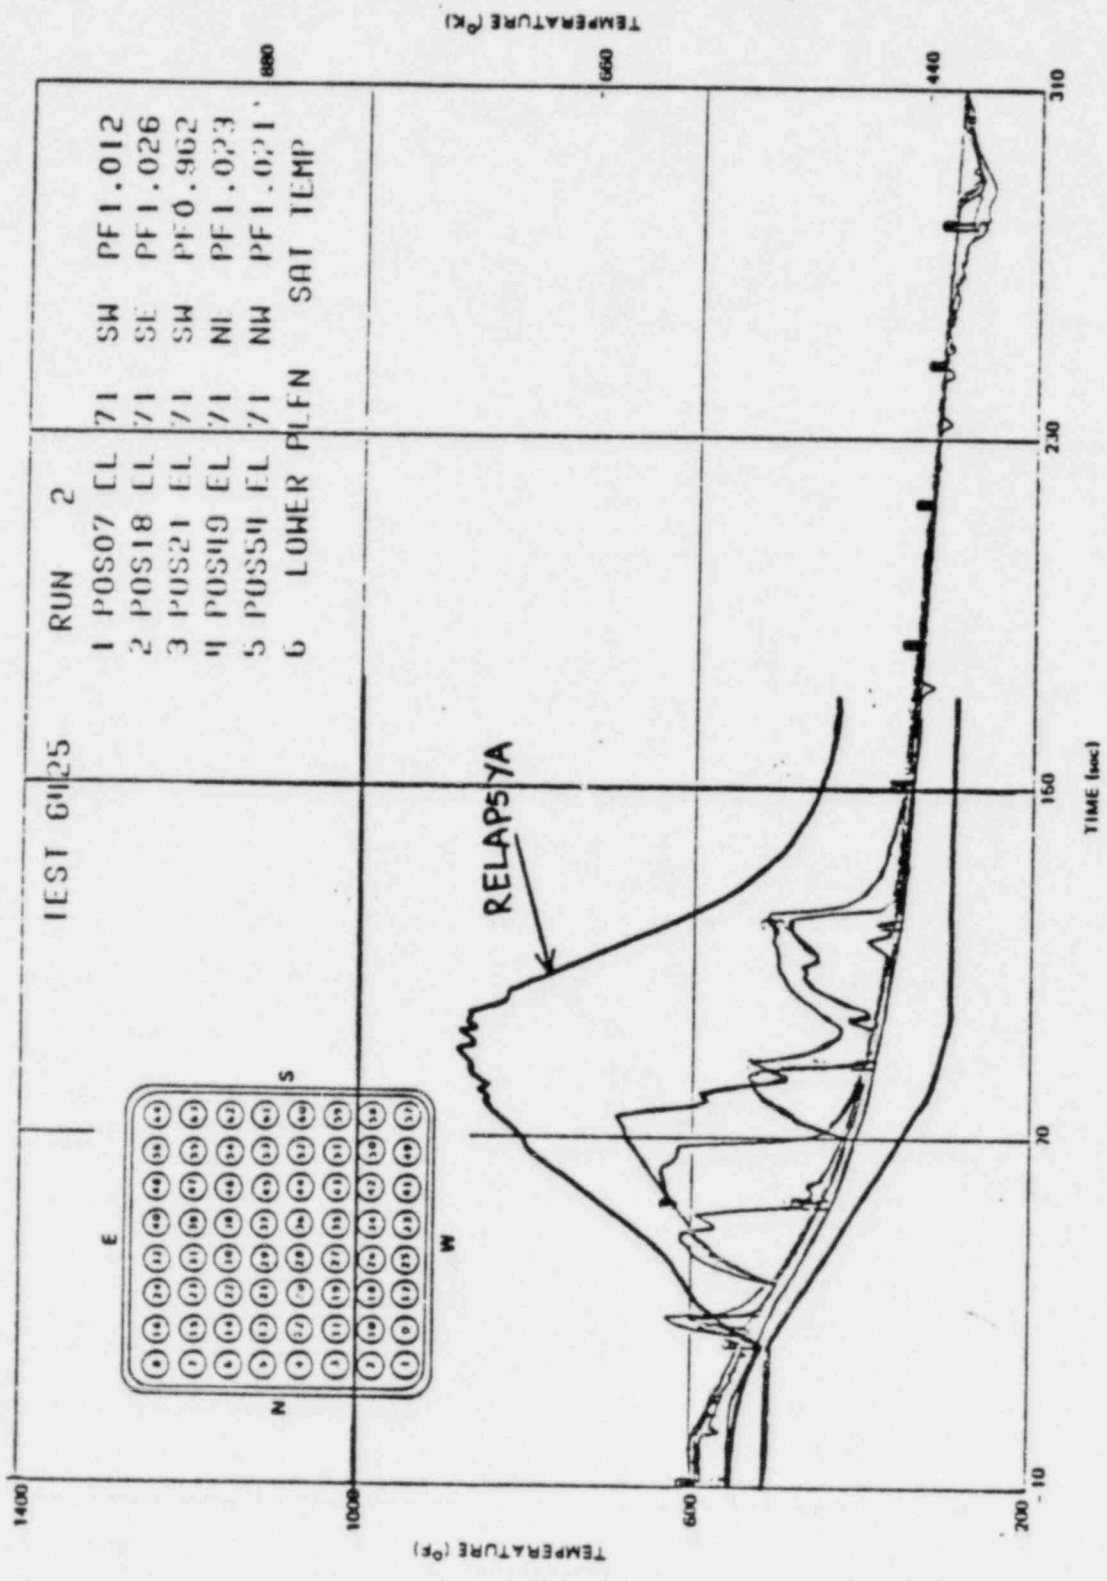 TEST 6425
RUN 2
1 POS07 EL 71 SW PF1.012
2 POS18 EL 71 SE PF1.026
3 POS21 EL 71 SW PF0.962
4 POS49 EL 71 NE PF1.023
5 POS54 EL 71 NW PF1.021
6 LOWER PLEN SAT TEMP
RELAP5YA
E
N
S
W
1400
1000
600
200
TEMPERATURE (°F)
880
660
440
TEMPERATURE (°K)
-10
70
150
230
310
TIME (sec)